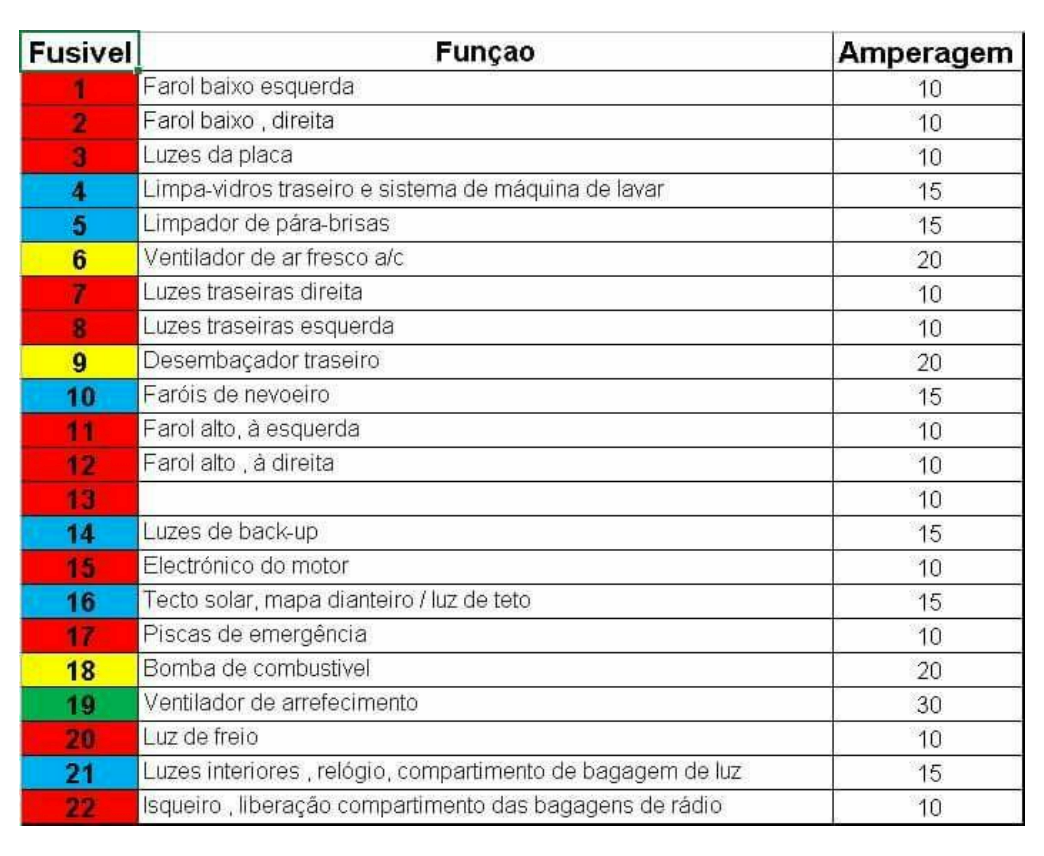 Fusivel Funçao Amperagem
1 Farol baixo esquerda 10
2 Farol baixo , direita 10
3 Luzes da placa 10
4 Limpa-vidros traseiro e sistema de máquina de lavar 15
5 Limpador de pára-brisas 15
6 Ventilador de ar fresco a/c 20
7 Luzes traseiras direita 10
8 Luzes traseiras esquerda 10
9 Desembaçador traseiro 20
10 Faróis de nevoeiro 15
11 Farol alto, à esquerda 10
12 Farol alto , à direita 10
13 10
14 Luzes de back-up 15
15 Electrónico do motor 10
16 Tecto solar, mapa dianteiro / luz de teto 15
17 Piscas de emergência 10
18 Bomba de combustivel 20
19 Ventilador de arrefecimento 30
20 Luz de freio 10
21 Luzes interiores , relógio, compartimento de bagagem de luz 15
22 Isqueiro , liberação compartimento das bagagens de rádio 10